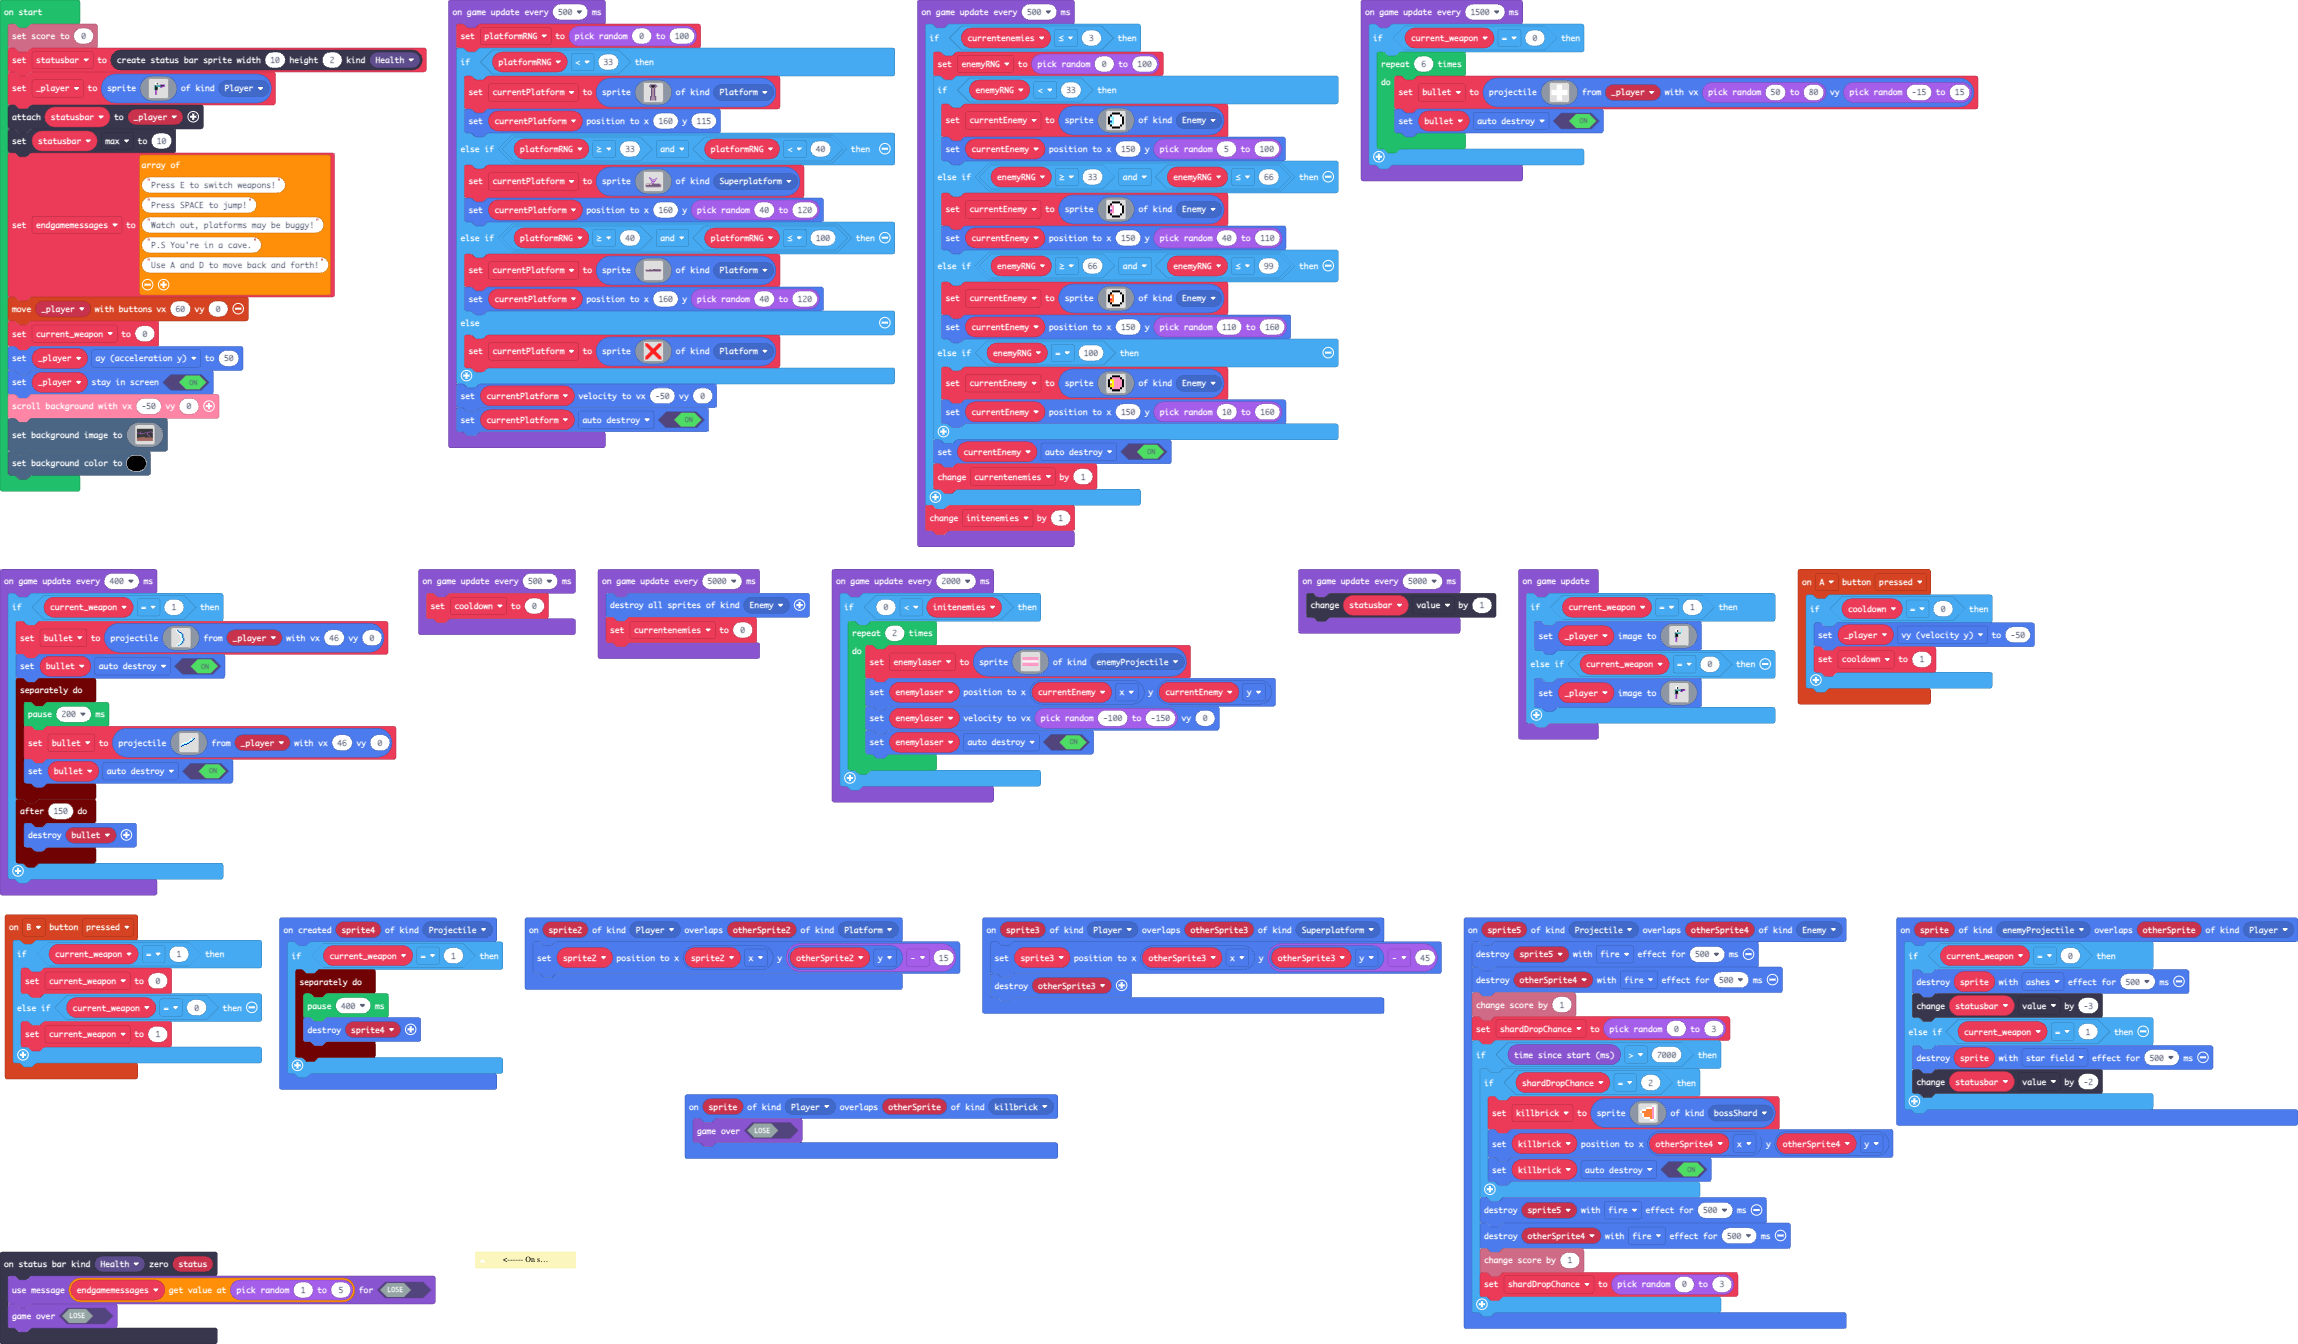 on start
set score to 0
set statusbar to create status bar sprite width 10 height 2 kind Health
set _player to sprite of kind Player
attach statusbar to _player
set statusbar max to 10
set endgamemessages to array of
"Press E to switch weapons!"
"Press SPACE to jump!"
"Watch out, platforms may be buggy!"
"P.S You're in a cave."
"Use A and D to move back and forth!"
move _player with buttons vx 60 vy 0
set current_weapon to 0
set _player ay (acceleration y) to 50
set _player stay in screen ON
scroll background with vx -50 vy 0
set background image to
set background color to
on game update every 500 ms
set platformRNG to pick random 0 to 100
if platformRNG < 33 then
set currentPlatform to sprite of kind Platform
set currentPlatform position to x 160 y 115
else if platformRNG ≥ 33 and platformRNG < 40 then
set currentPlatform to sprite of kind Superplatform
set currentPlatform position to x 160 y pick random 40 to 120
else if platformRNG ≥ 40 and platformRNG ≤ 100 then
set currentPlatform to sprite of kind Platform
set currentPlatform position to x 160 y pick random 40 to 120
else
set currentPlatform to sprite of kind Platform
set currentPlatform velocity to vx -50 vy 0
set currentPlatform auto destroy ON
on game update every 500 ms
if currentenemies ≤ 3 then
set enemyRNG to pick random 0 to 100
if enemyRNG < 33 then
set currentEnemy to sprite of kind Enemy
set currentEnemy position to x 150 y pick random 5 to 100
else if enemyRNG ≥ 33 and enemyRNG ≤ 66 then
set currentEnemy to sprite of kind Enemy
set currentEnemy position to x 150 y pick random 40 to 110
else if enemyRNG ≥ 66 and enemyRNG ≤ 99 then
set currentEnemy to sprite of kind Enemy
set currentEnemy position to x 150 y pick random 110 to 160
else if enemyRNG = 100 then
set currentEnemy to sprite of kind Enemy
set currentEnemy position to x 150 y pick random 10 to 160
set currentEnemy auto destroy ON
change currentenemies by 1
change initenemies by 1
on game update every 1500 ms
if current_weapon = 0 then
repeat 6 times
do
set bullet to projectile from _player with vx pick random 50 to 80 vy pick random -15 to 15
set bullet auto destroy ON
on game update every 400 ms
if current_weapon = 1 then
set bullet to projectile from _player with vx 46 vy 0
set bullet auto destroy ON
separately do
pause 200 ms
set bullet to projectile from _player with vx 46 vy 0
set bullet auto destroy ON
after 150 do
destroy bullet
on game update every 500 ms
set cooldown to 0
on game update every 5000 ms
destroy all sprites of kind Enemy
set currentenemies to 0
on game update every 2000 ms
if 0 < initenemies then
repeat 2 times
do
set enemylaser to sprite of kind enemyProjectile
set enemylaser position to x currentEnemy x y currentEnemy y
set enemylaser velocity to vx pick random -100 to -150 vy 0
set enemylaser auto destroy ON
on game update every 5000 ms
change statusbar value by 1
on game update
if current_weapon = 1 then
set _player image to
else if current_weapon = 0 then
set _player image to
on A button pressed
if cooldown = 0 then
set _player vy (velocity y) to -50
set cooldown to 1
on B button pressed
if current_weapon = 1 then
set current_weapon to 0
else if current_weapon = 0 then
set current_weapon to 1
on created sprite4 of kind Projectile
if current_weapon = 1 then
separately do
pause 400 ms
destroy sprite4
on sprite2 of kind Player overlaps otherSprite2 of kind Platform
set sprite2 position to x sprite2 x y otherSprite2 y - 15
on sprite3 of kind Player overlaps otherSprite3 of kind Superplatform
set sprite3 position to x otherSprite3 x y otherSprite3 y - 45
destroy otherSprite3
on sprite5 of kind Projectile overlaps otherSprite4 of kind Enemy
destroy sprite5 with fire effect for 500 ms
destroy otherSprite4 with fire effect for 500 ms
change score by 1
set shardDropChance to pick random 0 to 3
if time since start (ms) > 7000 then
if shardDropChance = 2 then
set killbrick to sprite of kind bossShard
set killbrick position to x otherSprite4 x y otherSprite4 y
set killbrick auto destroy ON
destroy sprite5 with fire effect for 500 ms
destroy otherSprite4 with fire effect for 500 ms
change score by 1
set shardDropChance to pick random 0 to 3
on sprite of kind enemyProjectile overlaps otherSprite of kind Player
if current_weapon = 0 then
destroy sprite with ashes effect for 500 ms
change statusbar value by -3
else if current_weapon = 1 then
destroy sprite with star field effect for 500 ms
change statusbar value by -2
on sprite of kind Player overlaps otherSprite of kind killbrick
game over LOSE
on status bar kind Health zero status
use message endgamemessages get value at pick random 1 to 5 for LOSE
game over LOSE
<------ On s...